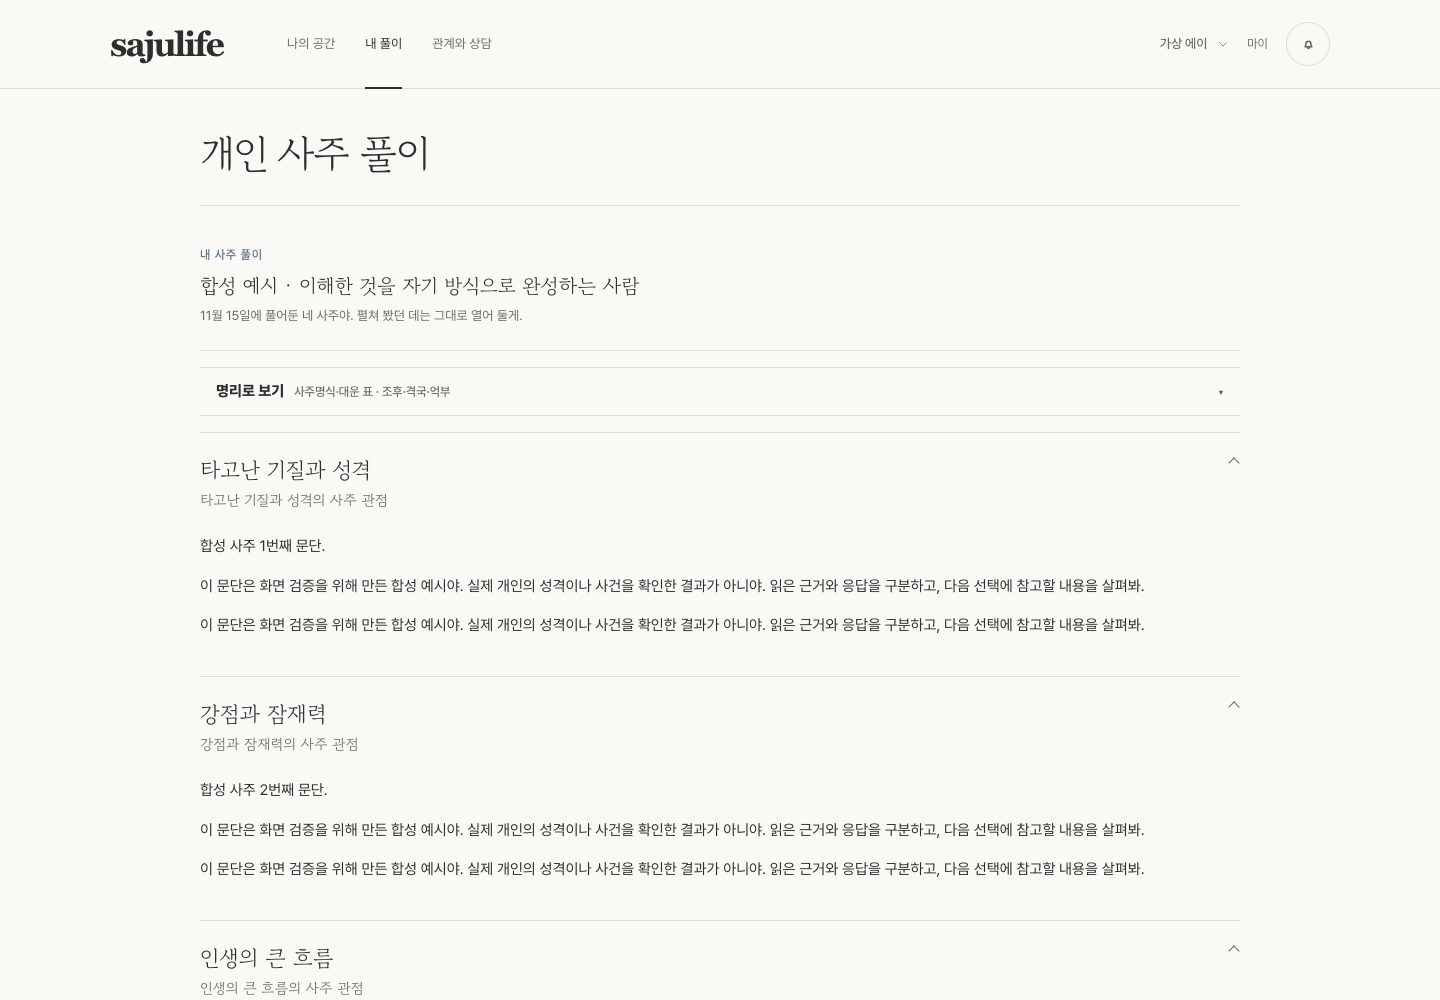 sajulife
나의 공간
내 풀이
관계와 상담
가상 에이
마이
개인 사주 풀이
내 사주 풀이
합성 예시 · 이해한 것을 자기 방식으로 완성하는 사람
11월 15일에 풀어둔 네 사주야. 펼쳐 봤던 데는 그대로 열어 둘게.
명리로 보기 사주명식·대운 표 · 조후·격국·억부
타고난 기질과 성격
타고난 기질과 성격의 사주 관점
합성 사주 1번째 문단.
이 문단은 화면 검증을 위해 만든 합성 예시야. 실제 개인의 성격이나 사건을 확인한 결과가 아니야. 읽은 근거와 응답을 구분하고, 다음 선택에 참고할 내용을 살펴봐.
이 문단은 화면 검증을 위해 만든 합성 예시야. 실제 개인의 성격이나 사건을 확인한 결과가 아니야. 읽은 근거와 응답을 구분하고, 다음 선택에 참고할 내용을 살펴봐.
강점과 잠재력
강점과 잠재력의 사주 관점
합성 사주 2번째 문단.
이 문단은 화면 검증을 위해 만든 합성 예시야. 실제 개인의 성격이나 사건을 확인한 결과가 아니야. 읽은 근거와 응답을 구분하고, 다음 선택에 참고할 내용을 살펴봐.
이 문단은 화면 검증을 위해 만든 합성 예시야. 실제 개인의 성격이나 사건을 확인한 결과가 아니야. 읽은 근거와 응답을 구분하고, 다음 선택에 참고할 내용을 살펴봐.
인생의 큰 흐름
인생의 큰 흐름의 사주 관점